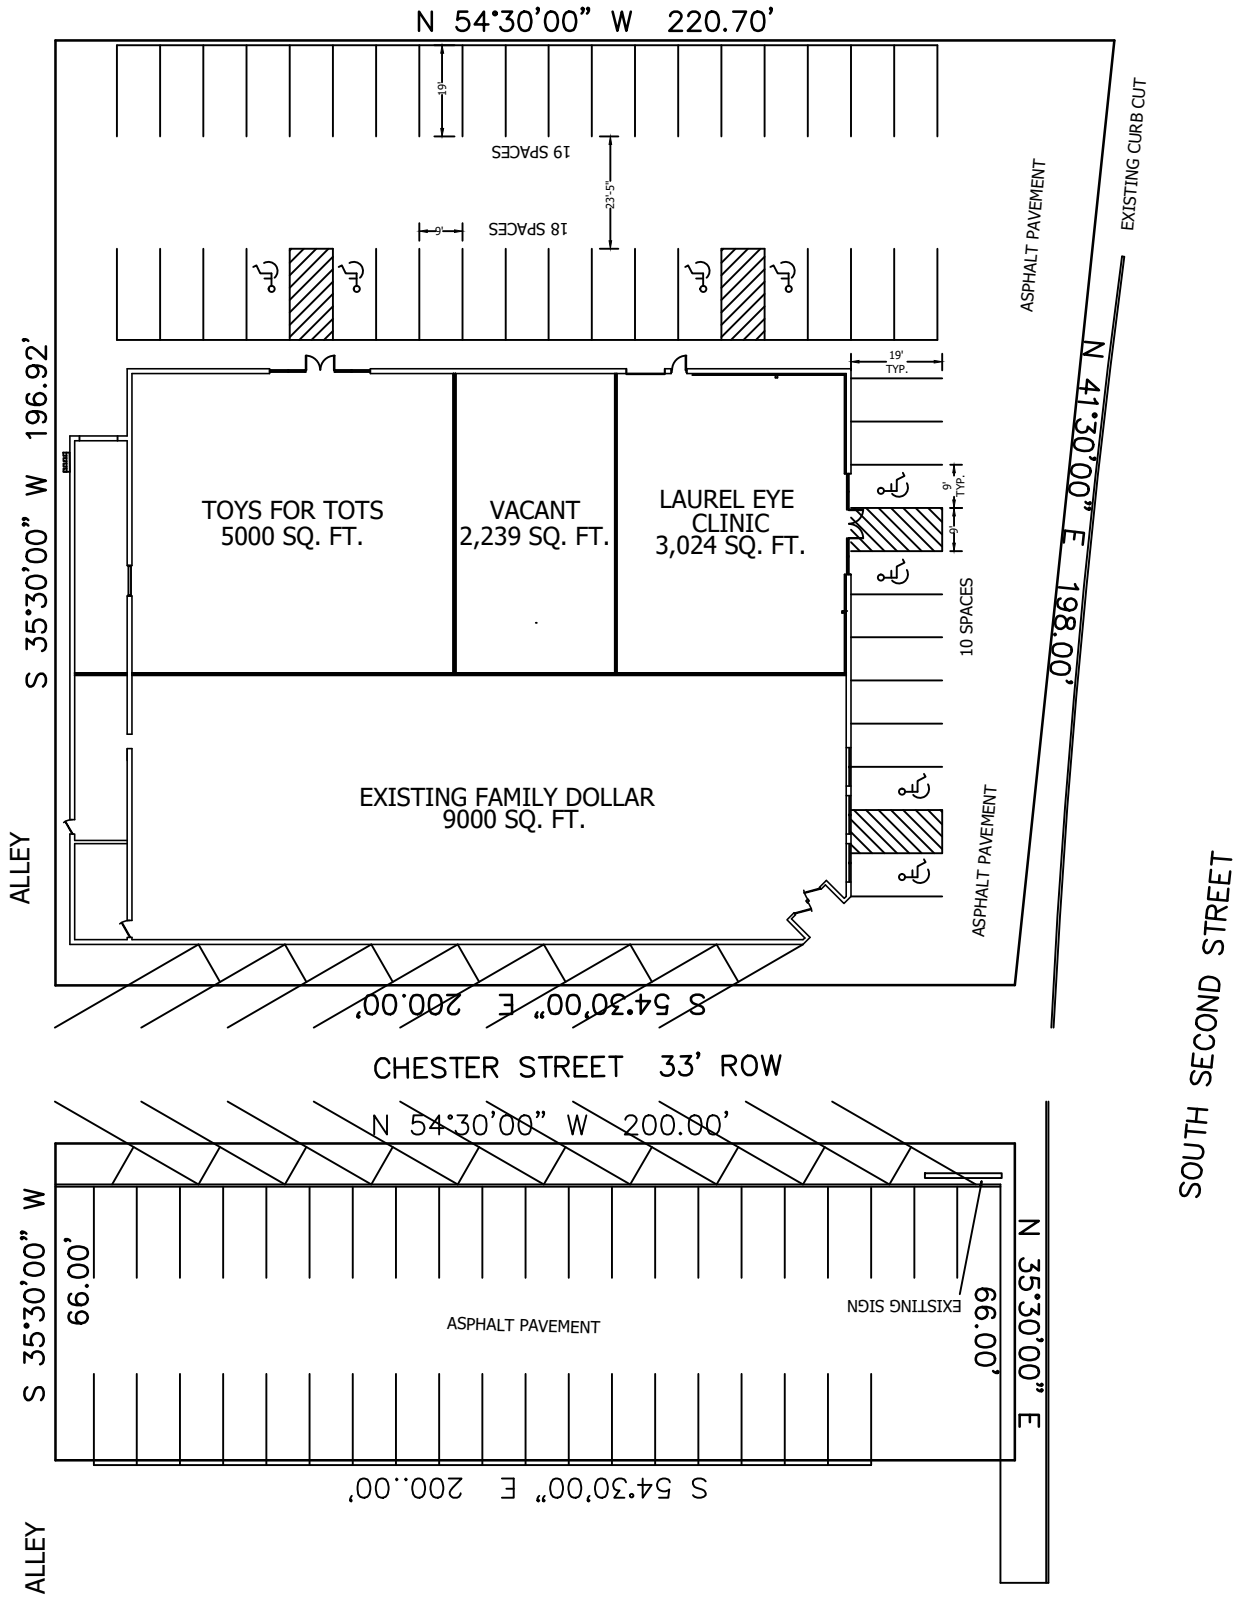 N 54°30'00" W 220.70'
19'
19 SPACES
23'-5"
9'
18 SPACES
ASPHALT PAVEMENT
EXISTING CURB CUT
S 35°30'00" W 196.92'
19'
TYP.
N 41°30'00" E 198.00'
TOYS FOR TOTS
5000 SQ. FT.
VACANT
2,239 SQ. FT.
LAUREL EYE
CLINIC
3,024 SQ. FT.
9'
TYP.
9'
10 SPACES
EXISTING FAMILY DOLLAR
9000 SQ. FT.
ASPHALT PAVEMENT
ALLEY
S 54°30'00" E 200.00'
CHESTER STREET 33' ROW
SOUTH SECOND STREET
N 54°30'00" W 200.00'
S 35°30'00" W
66.00'
ASPHALT PAVEMENT
EXISTING SIGN
66.00'
N 35°30'00" E
S 54°30'00" E 200..00'
ALLEY